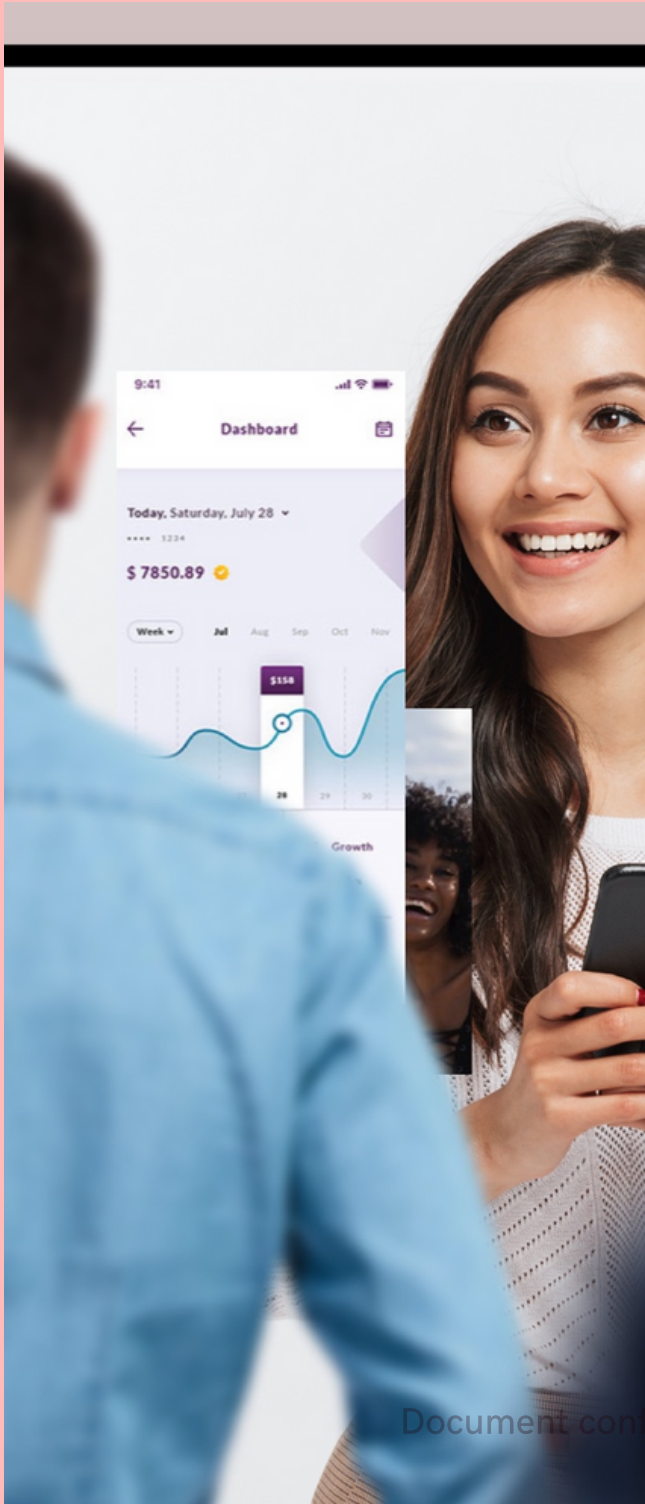 9:41
Dashboard
Today, Saturday, July 28
1234
$ 7850.89
Week
Jul Aug Sep Oct Nov
$158
28 29 30
Growth
Document